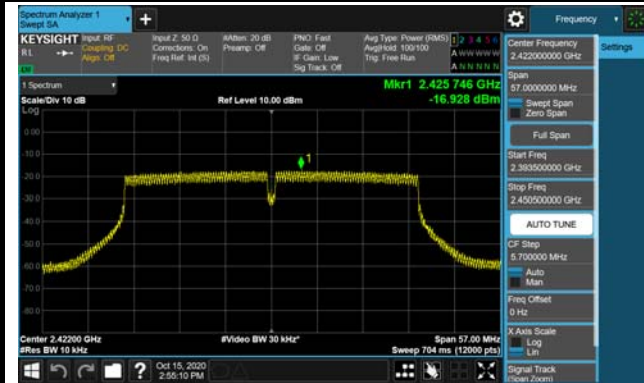 Spectrum Analyzer 1
Swept SA
+
Frequency
KEYSIGHT
Input: RF
Coupling: DC
Align: Off
Input Z: 50 Ω
Corrections: On
Freq Ref: Int (S)
#Atten: 20 dB
Preamp: Off
PNO: Fast
Gate: Off
IF Gain: Low
Sig Track: Off
Avg Type: Power (RMS)
Avg|Hold: 100/100
Trig: Free Run
1 2 3 4 5 6
A W W W W W
A N N N N N
R L
1 Spectrum
Scale/Div 10 dB
Log
Ref Level 10.00 dBm
Mkr1 2.425 746 GHz
-16.928 dBm
0.00
-10.0
-20.0
-30.0
-40.0
-50.0
-60.0
-70.0
-80.0
1
Center 2.42200 GHz
#Res BW 10 kHz
#Video BW 30 kHz*
Span 57.00 MHz
Sweep 704 ms (12000 pts)
Oct 15, 2020
2:55:10 PM
Center Frequency
2.422000000 GHz
Settings
Span
57.0000000 MHz
Swept Span
Zero Span
Full Span
Start Freq
2.393500000 GHz
Stop Freq
2.450500000 GHz
AUTO TUNE
CF Step
5.700000 MHz
Auto
Man
Freq Offset
0 Hz
X Axis Scale
Log
Lin
Signal Track
(Span Zoom)